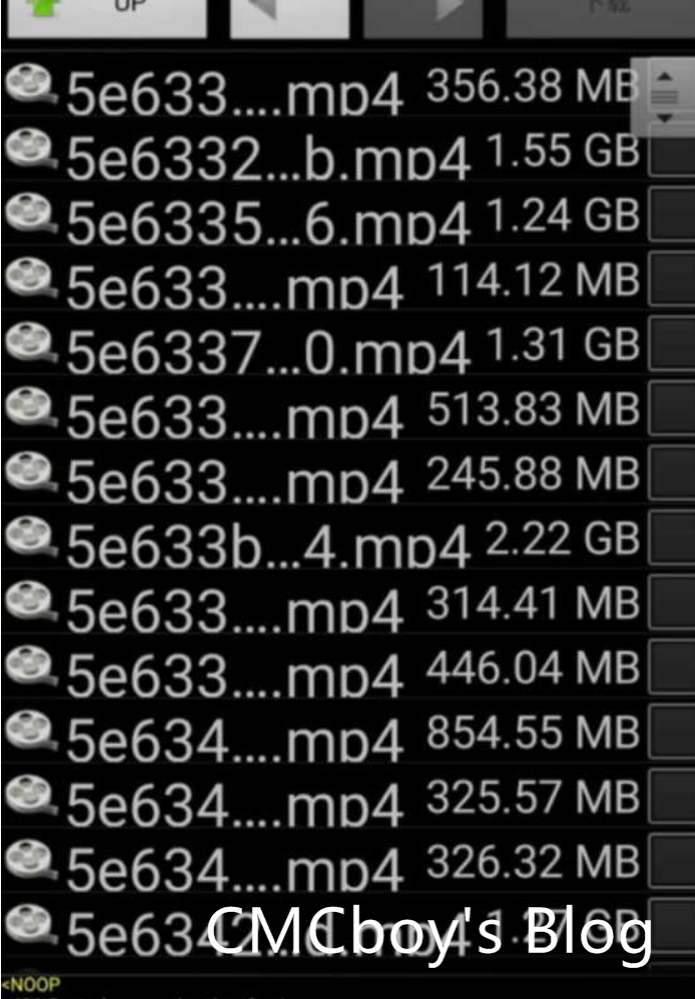 UP 下载
5e633....mp4 356.38 MB
5e6332...b.mp4 1.55 GB
5e6335...6.mp4 1.24 GB
5e633....mp4 114.12 MB
5e6337...0.mp4 1.31 GB
5e633....mp4 513.83 MB
5e633....mp4 245.88 MB
5e633b...4.mp4 2.22 GB
5e633....mp4 314.41 MB
5e633....mp4 446.04 MB
5e634....mp4 854.55 MB
5e634....mp4 325.57 MB
5e634....mp4 326.32 MB
5e6342...d.mp4 GB
CMCboy's Blog
<NOOP